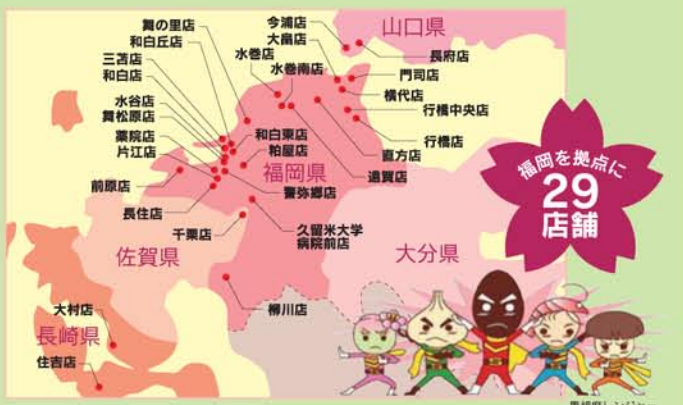 山口県
今浦店
大畠店
長府店
門司店
横代店
行橋中央店
行橋店
舞の里店
和白丘店
三苫店
和白店
水巻店
水巻南店
水谷店
舞松原店
薬院店
片江店
和白東店
粕屋店
直方店
遠賀店
福岡県
前原店
長住店
警弥郷店
千栗店
久留米大学
病院前店
佐賀県
大分県
柳川店
大村店
長崎県
住吉店
福岡を拠点に
29
店舗